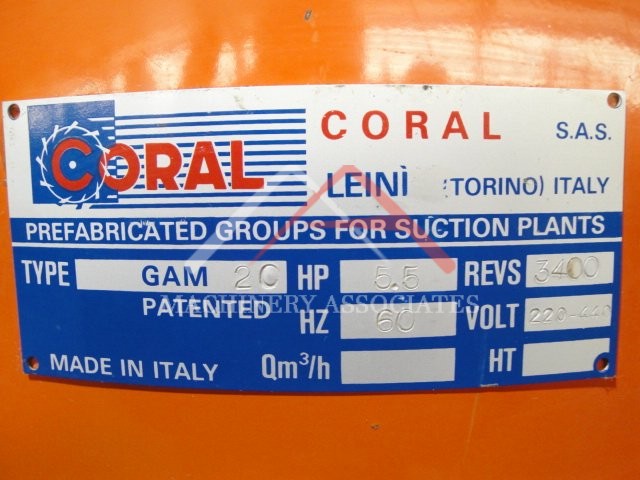 CORAL
CORAL S.A.S.
LEINÌ (TORINO) ITALY
PREFABRICATED GROUPS FOR SUCTION PLANTS
TYPE GAM 20 HP 5.5 REVS 3400
PATENTED HZ 60 VOLT 220-440
MACHINERY ASSOCIATES
MADE IN ITALY Qm³/h HT